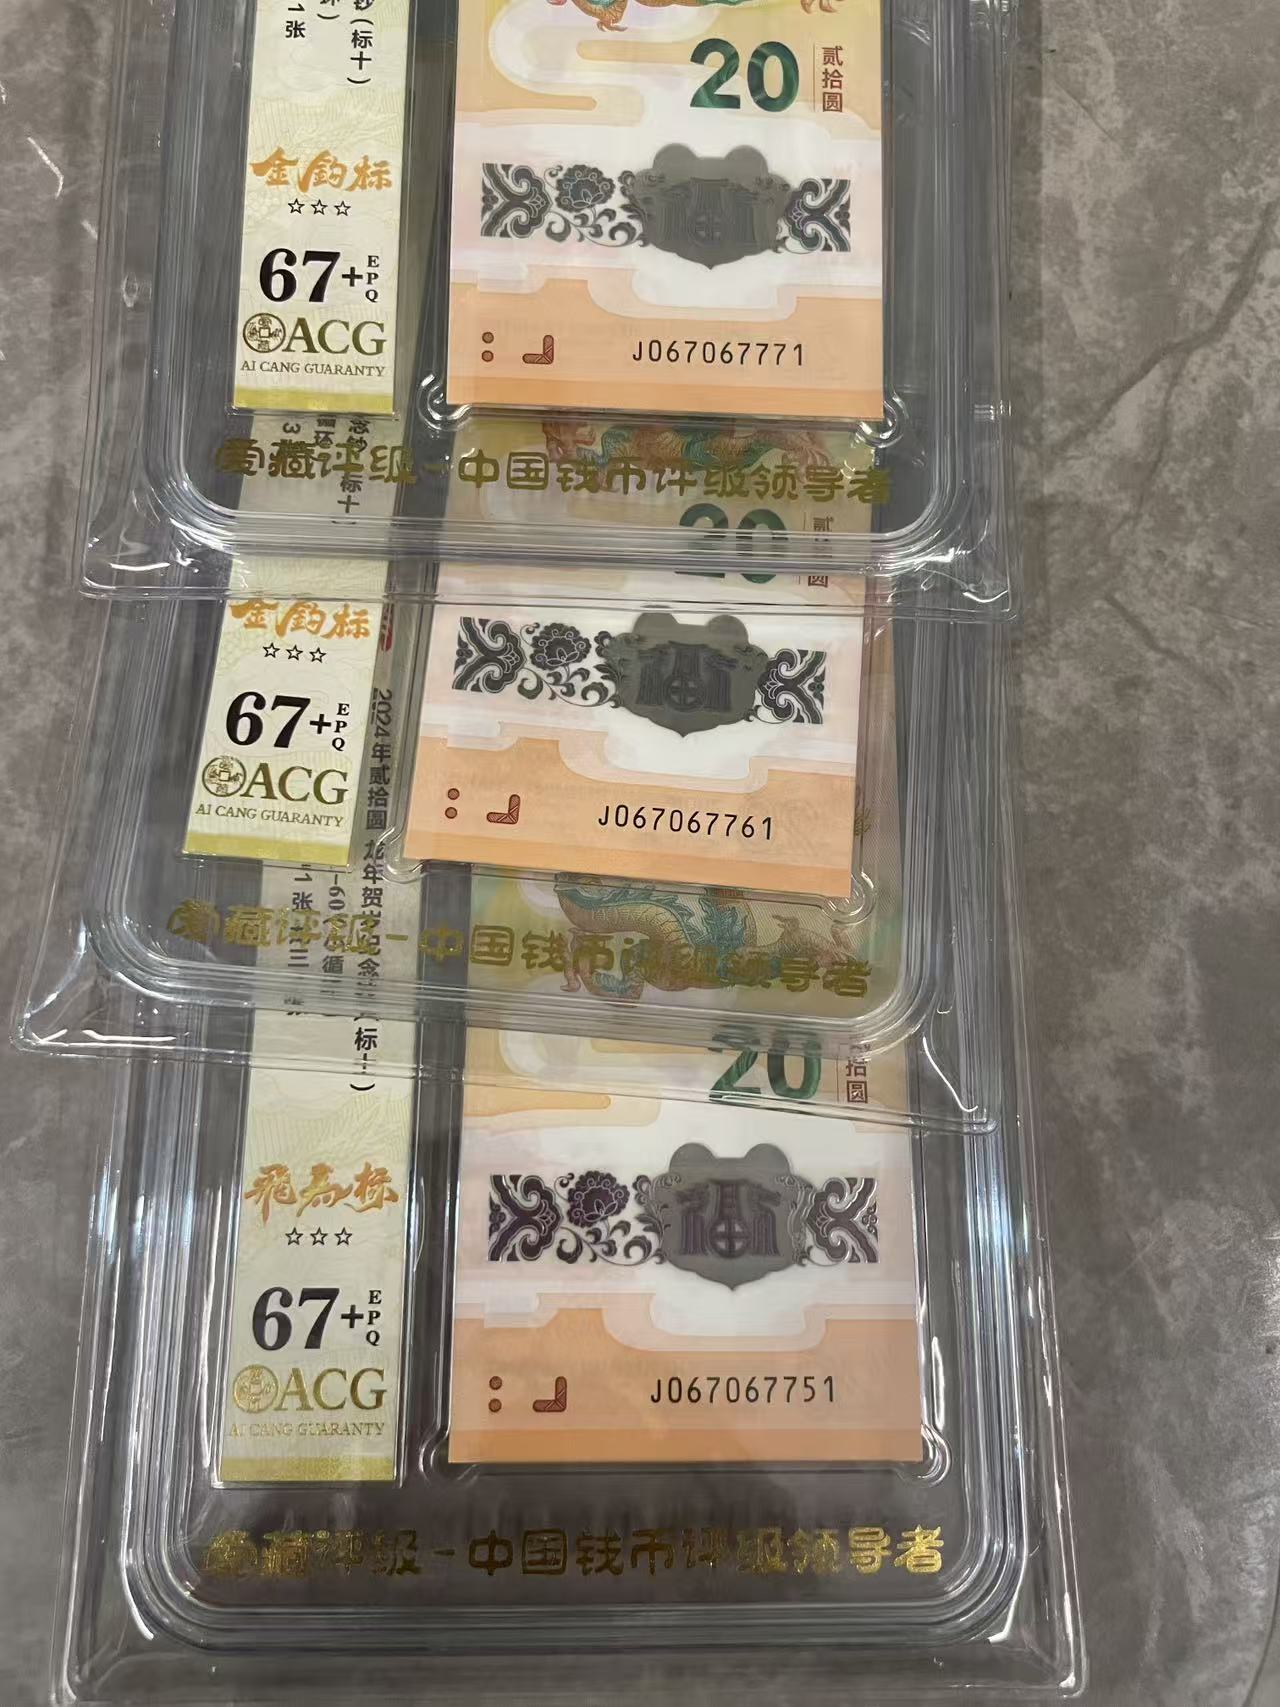 钞(标十)
1张
20
贰拾圆
金钩标
☆☆☆
67+EPQ
ACG
AI CANG GUARANTY
J067067771
爱藏评级-中国钱币评级领导者
20
贰拾圆
金钩标
☆☆☆
67+EPQ
ACG
AI CANG GUARANTY
2024年贰拾圆 龙年贺岁纪念
J067067761
爱藏评级-中国钱币评级领导者
1张
标十)
20
拾圆
飛马标
☆☆☆
67+EPQ
ACG
AI CANG GUARANTY
J067067751
爱藏评级-中国钱币评级领导者